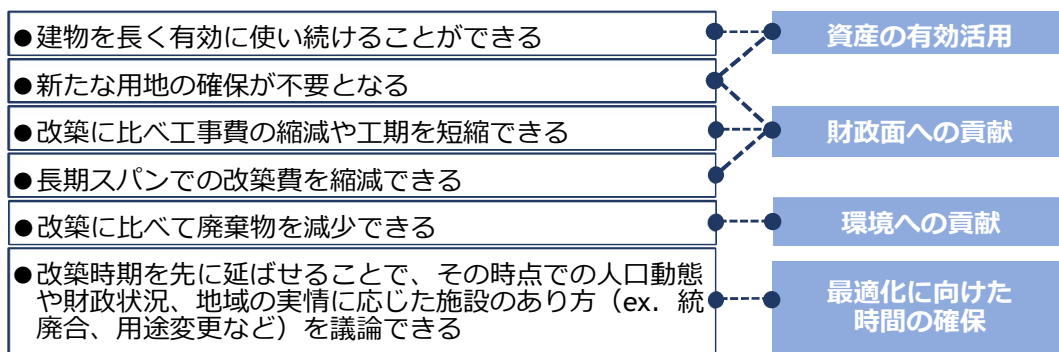 ●建物を長く有効に使い続けることができる
資産の有効活用
●新たな用地の確保が不要となる
●改築に比べ工事費の縮減や工期を短縮できる
財政面への貢献
●長期スパンでの改築費を縮減できる
●改築に比べて廃棄物を減少できる
環境への貢献
●改築時期を先に延ばせることで、その時点での人口動態
や財政状況、地域の実情に応じた施設のあり方（ex．統
廃合、用途変更など）を議論できる
最適化に向けた
時間の確保